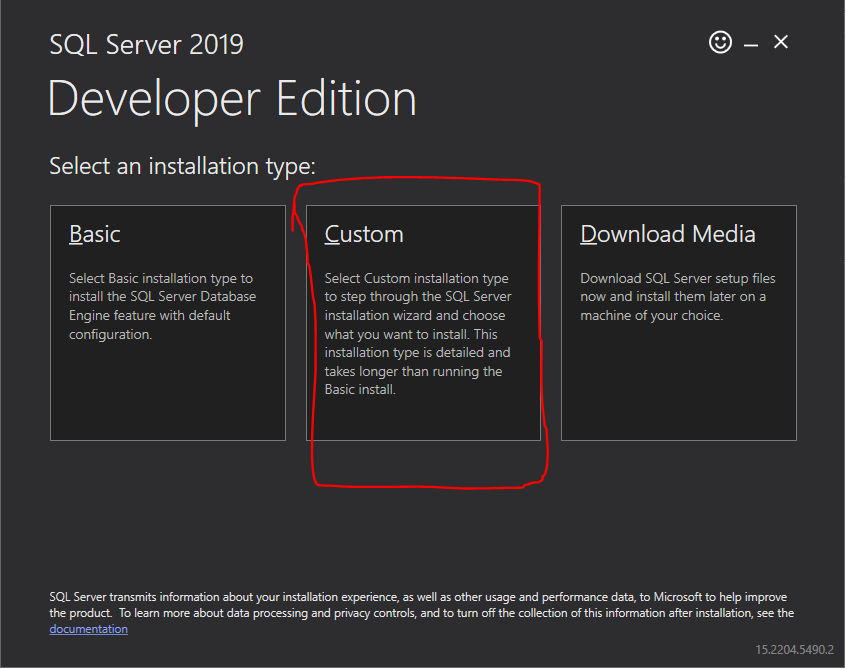 SQL Server 2019
Developer Edition
Select an installation type:
Basic
Select Basic installation type to
install the SQL Server Database
Engine feature with default
configuration.
Custom
Select Custom installation type
to step through the SQL Server
installation wizard and choose
what you want to install. This
installation type is detailed and
takes longer than running the
Basic install.
Download Media
Download SQL Server setup files
now and install them later on a
machine of your choice.
SQL Server transmits information about your installation experience, as well as other usage and performance data, to Microsoft to help improve
the product.  To learn more about data processing and privacy controls, and to turn off the collection of this information after installation, see the
documentation
15.2204.5490.2